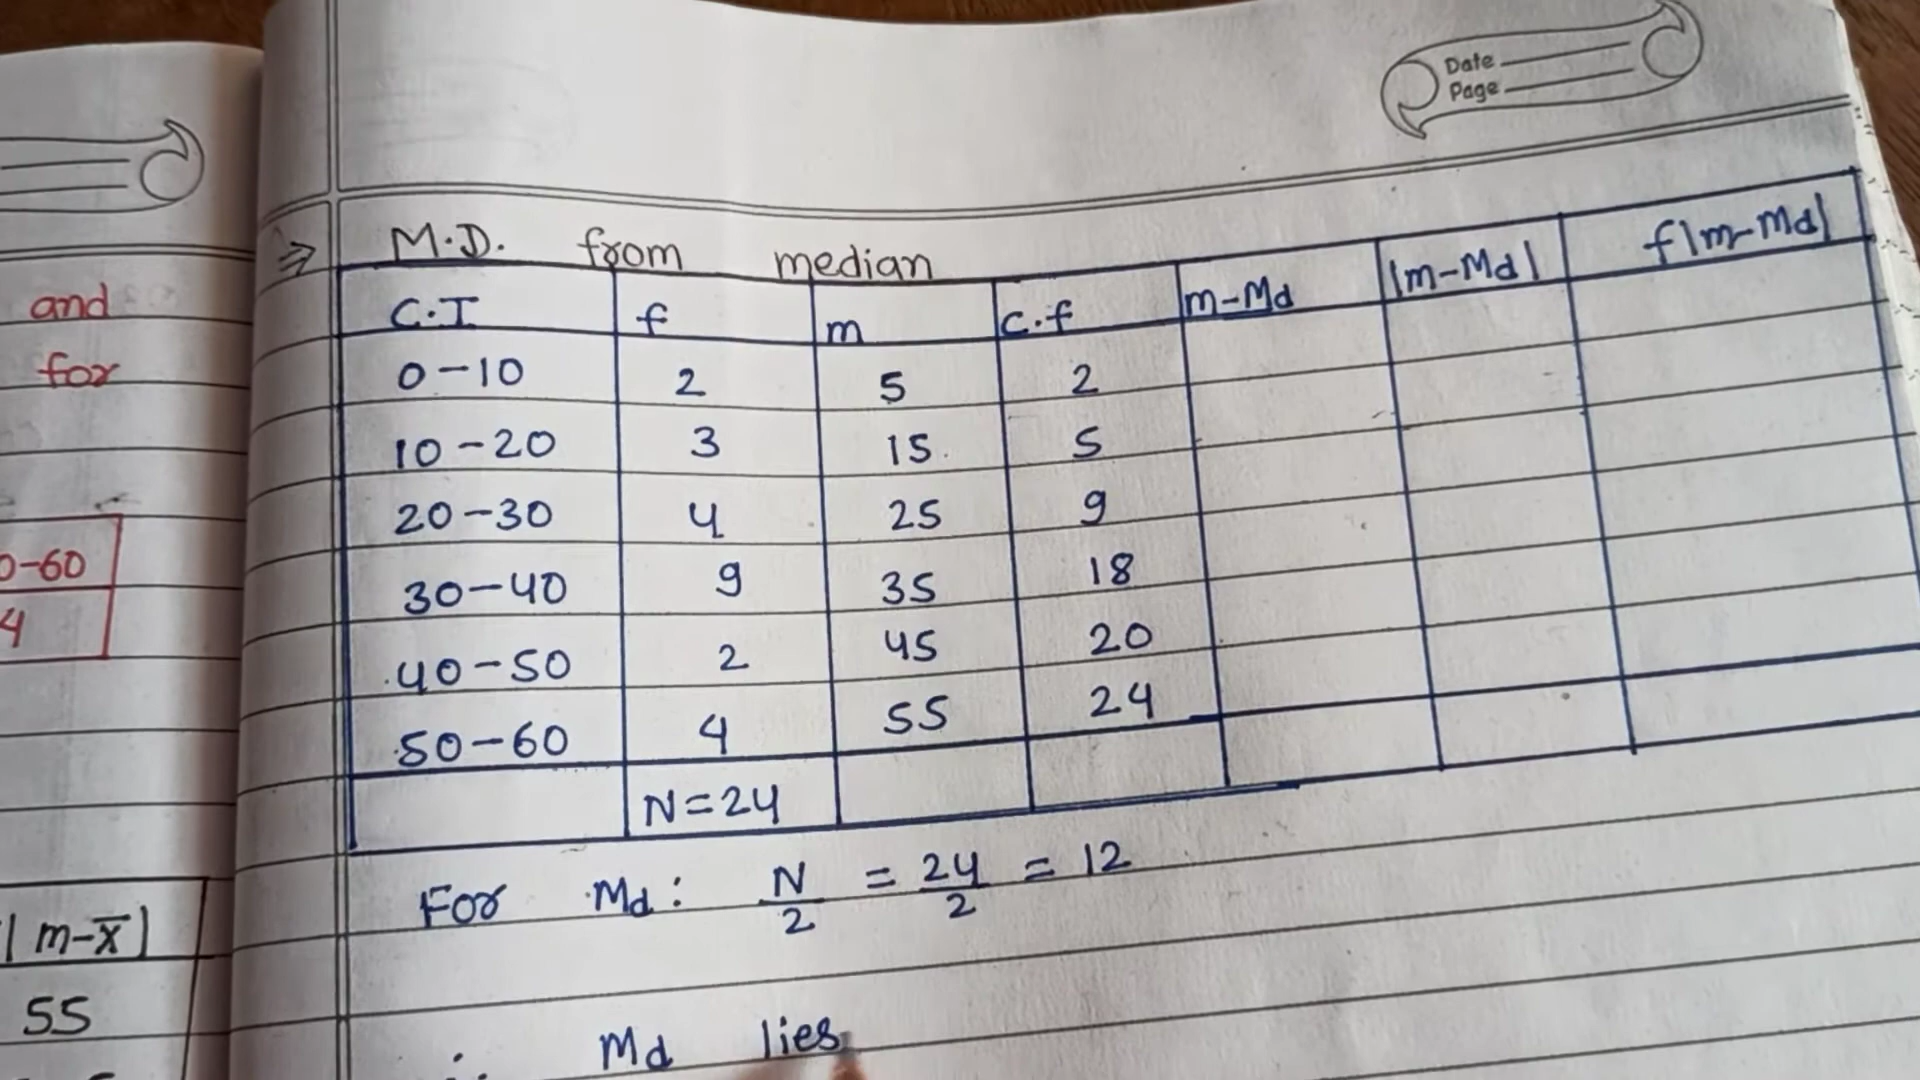 Date
Page
M.D. from median
C.I f m c.f m-Md |m-Md| f|m-Md|
0-10 2 5 2
10-20 3 15 5
20-30 4 25 9
30-40 9 35 18
40-50 2 45 20
50-60 4 55 24
N=24
For Md: N/2 = 24/2 = 12
∴ Md lies
and
for
0-60
4
|m-x̄|
55